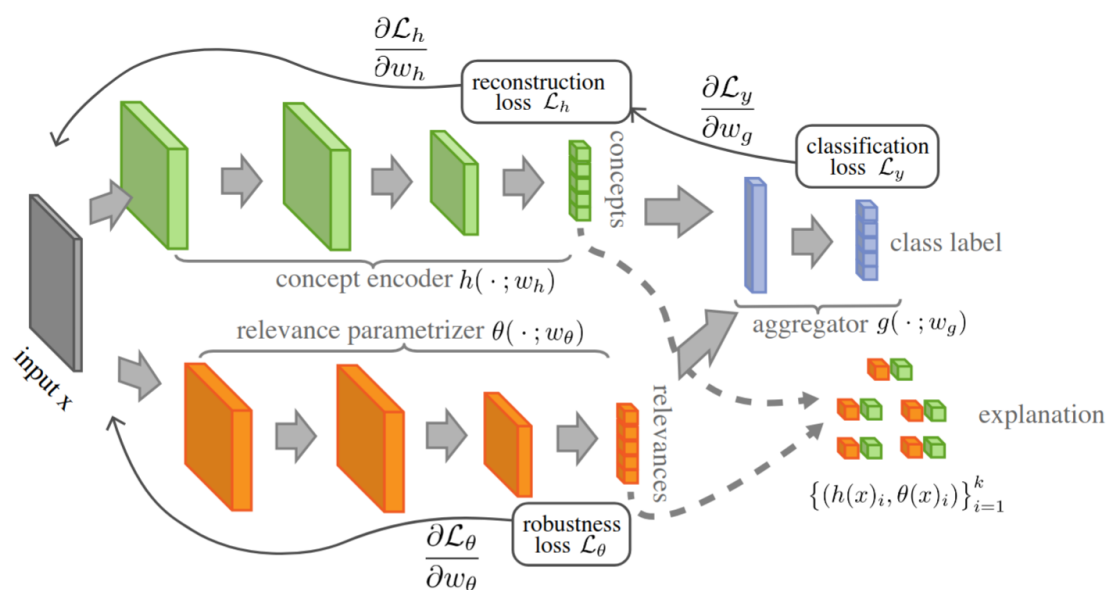 ∂ℒ_h
∂w_h
reconstruction
loss ℒ_h
∂ℒ_y
∂w_g
classification
loss ℒ_y
concepts
class label
concept encoder h( · ; w_h)
aggregator g( · ; w_g)
relevance parametrizer θ( · ; w_θ)
input x
relevances
explanation
{(h(x)_i, θ(x)_i)}_{i=1}^k
robustness
loss ℒ_θ
∂ℒ_θ
∂w_θ